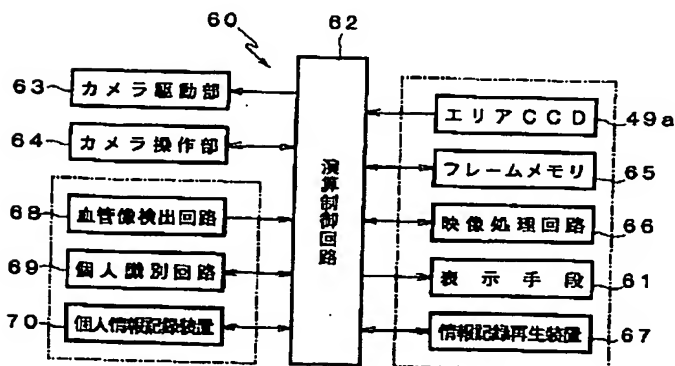 60
62
63 カメラ駆動部
64 カメラ操作部
68 血管像検出回路
69 個人識別回路
70 個人情報記録装置
演算制御回路
エリアCCD 49a
フレームメモリ 65
映像処理回路 66
表示手段 61
情報記録再生装置 67